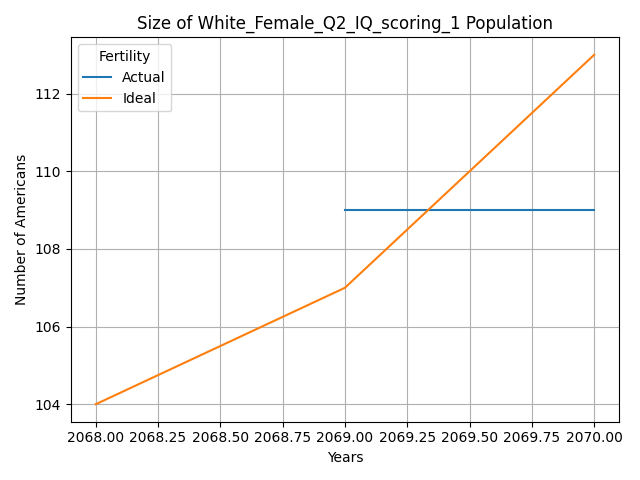 Size of White_Female_Q2_IQ_scoring_1 Population
Fertility
Actual
Ideal
Number of Americans
112
110
108
106
104
2068.00 2068.25 2068.50 2068.75 2069.00 2069.25 2069.50 2069.75 2070.00
Years